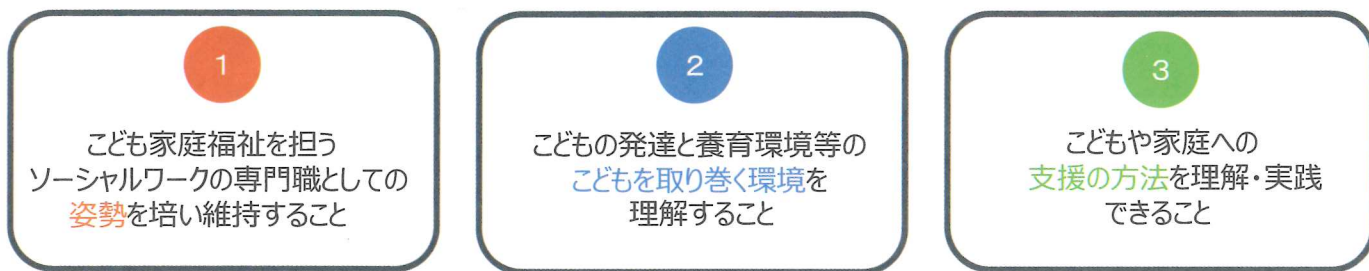 1
こども家庭福祉を担う
ソーシャルワークの専門職としての
姿勢を培い維持すること
2
こどもの発達と養育環境等の
こどもを取り巻く環境を
理解すること
3
こどもや家庭への
支援の方法を理解・実践
できること